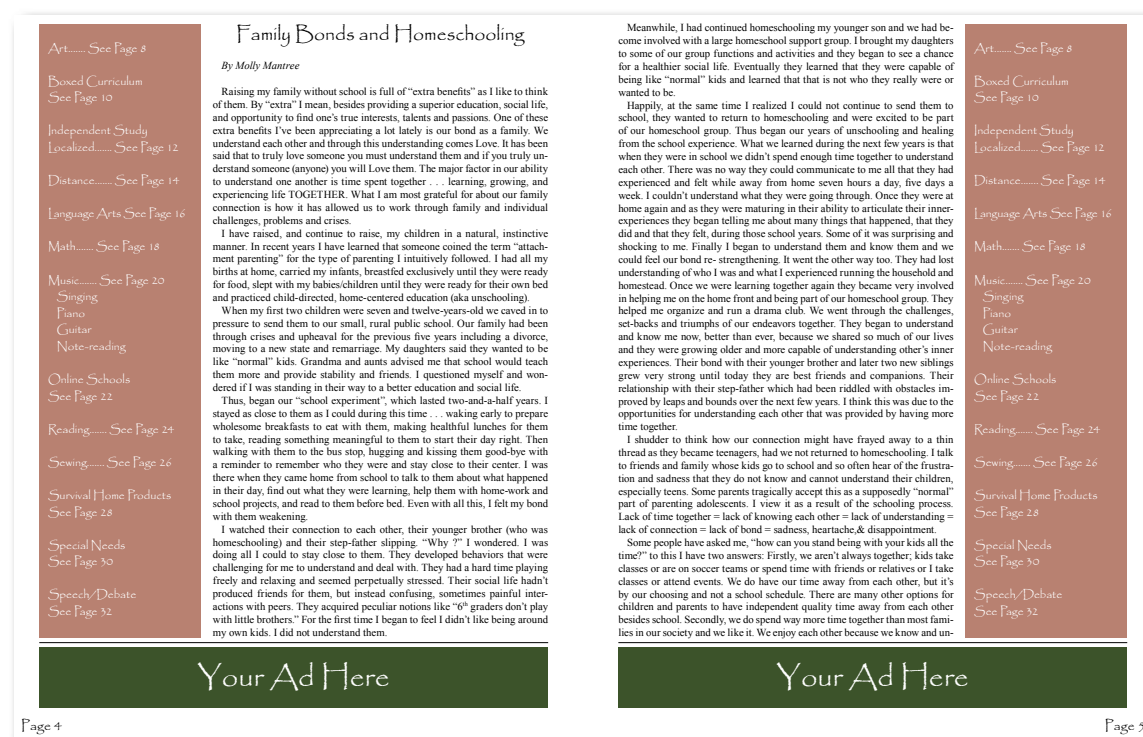 Art....... See Page 8
Boxed Curriculum
See Page 10
Independent Study
Localized....... See Page 12
Distance....... See Page 14
Language Arts See Page 16
Math....... See Page 18
Music....... See Page 20
Singing
Piano
Guitar
Note-reading
Online Schools
See Page 22
Reading....... See Page 24
Sewing....... See Page 26
Survival Home Products
See Page 28
Special Needs
See Page 30
Speech/Debate
See Page 32
Family Bonds and Homeschooling
By Molly Mantree
Raising my family without school is full of “extra benefits” as I like to think
of them. By “extra” I mean, besides providing a superior education, social life,
and opportunity to find one’s true interests, talents and passions. One of these
extra benefits I’ve been appreciating a lot lately is our bond as a family. We
understand each other and through this understanding comes Love. It has been
said that to truly love someone you must understand them and if you truly un-
derstand someone (anyone) you will Love them. The major factor in our ability
to understand one another is time spent together . . . learning, growing, and
experiencing life TOGETHER. What I am most grateful for about our family
connection is how it has allowed us to work through family and individual
challenges, problems and crises.
I have raised, and continue to raise, my children in a natural, instinctive
manner. In recent years I have learned that someone coined the term “attach-
ment parenting” for the type of parenting I intuitively followed. I had all my
births at home, carried my infants, breastfed exclusively until they were ready
for food, slept with my babies/children until they were ready for their own bed
and practiced child-directed, home-centered education (aka unschooling).
When my first two children were seven and twelve-years-old we caved in to
pressure to send them to our small, rural public school. Our family had been
through crises and upheaval for the previous five years including a divorce,
moving to a new state and remarriage. My daughters said they wanted to be
like “normal” kids. Grandma and aunts advised me that school would teach
them more and provide stability and friends. I questioned myself and won-
dered if I was standing in their way to a better education and social life.
Thus, began our “school experiment”, which lasted two-and-a-half years. I
stayed as close to them as I could during this time . . . waking early to prepare
wholesome breakfasts to eat with them, making healthful lunches for them
to take, reading something meaningful to them to start their day right. Then
walking with them to the bus stop, hugging and kissing them good-bye with
a reminder to remember who they were and stay close to their center. I was
there when they came home from school to talk to them about what happened
in their day, find out what they were learning, help them with home-work and
school projects, and read to them before bed. Even with all this, I felt my bond
with them weakening.
I watched their connection to each other, their younger brother (who was
homeschooling) and their step-father slipping. “Why ?” I wondered. I was
doing all I could to stay close to them. They developed behaviors that were
challenging for me to understand and deal with. They had a hard time playing
freely and relaxing and seemed perpetually stressed. Their social life hadn’t
produced friends for them, but instead confusing, sometimes painful inter-
actions with peers. They acquired peculiar notions like “6th graders don’t play
with little brothers.” For the first time I began to feel I didn’t like being around
my own kids. I did not understand them.
Your Ad Here
Page 4
Meanwhile, I had continued homeschooling my younger son and we had be-
come involved with a large homeschool support group. I brought my daughters
to some of our group functions and activities and they began to see a chance
for a healthier social life. Eventually they learned that they were capable of
being like “normal” kids and learned that that is not who they really were or
wanted to be.
Happily, at the same time I realized I could not continue to send them to
school, they wanted to return to homeschooling and were excited to be part
of our homeschool group. Thus began our years of unschooling and healing
from the school experience. What we learned during the next few years is that
when they were in school we didn’t spend enough time together to understand
each other. There was no way they could communicate to me all that they had
experienced and felt while away from home seven hours a day, five days a
week. I couldn’t understand what they were going through. Once they were at
home again and as they were maturing in their ability to articulate their inner-
experiences they began telling me about many things that happened, that they
did and that they felt, during those school years. Some of it was surprising and
shocking to me. Finally I began to understand them and know them and we
could feel our bond re- strengthening. It went the other way too. They had lost
understanding of who I was and what I experienced running the household and
homestead. Once we were learning together again they became very involved
in helping me on the home front and being part of our homeschool group. They
helped me organize and run a drama club. We went through the challenges,
set-backs and triumphs of our endeavors together. They began to understand
and know me now, better than ever, because we shared so much of our lives
and they were growing older and more capable of understanding other’s inner
experiences. Their bond with their younger brother and later two new siblings
grew very strong until today they are best friends and companions. Their
relationship with their step-father which had been riddled with obstacles im-
proved by leaps and bounds over the next few years. I think this was due to the
opportunities for understanding each other that was provided by having more
time together.
I shudder to think how our connection might have frayed away to a thin
thread as they became teenagers, had we not returned to homeschooling. I talk
to friends and family whose kids go to school and so often hear of the frustra-
tion and sadness that they do not know and cannot understand their children,
especially teens. Some parents tragically accept this as a supposedly “normal”
part of parenting adolescents. I view it as a result of the schooling process.
Lack of time together = lack of knowing each other = lack of understanding =
lack of connection = lack of bond = sadness, heartache,& disappointment.
Some people have asked me, “how can you stand being with your kids all the
time?” to this I have two answers: Firstly, we aren’t always together; kids take
classes or are on soccer teams or spend time with friends or relatives or I take
classes or attend events. We do have our time away from each other, but it’s
by our choosing and not a school schedule. There are many other options for
children and parents to have independent quality time away from each other
besides school. Secondly, we do spend way more time together than most fami-
lies in our society and we like it. We enjoy each other because we know and un-
Art....... See Page 8
Boxed Curriculum
See Page 10
Independent Study
Localized....... See Page 12
Distance....... See Page 14
Language Arts See Page 16
Math....... See Page 18
Music....... See Page 20
Singing
Piano
Guitar
Note-reading
Online Schools
See Page 22
Reading....... See Page 24
Sewing....... See Page 26
Survival Home Products
See Page 28
Special Needs
See Page 30
Speech/Debate
See Page 32
Your Ad Here
Page 5